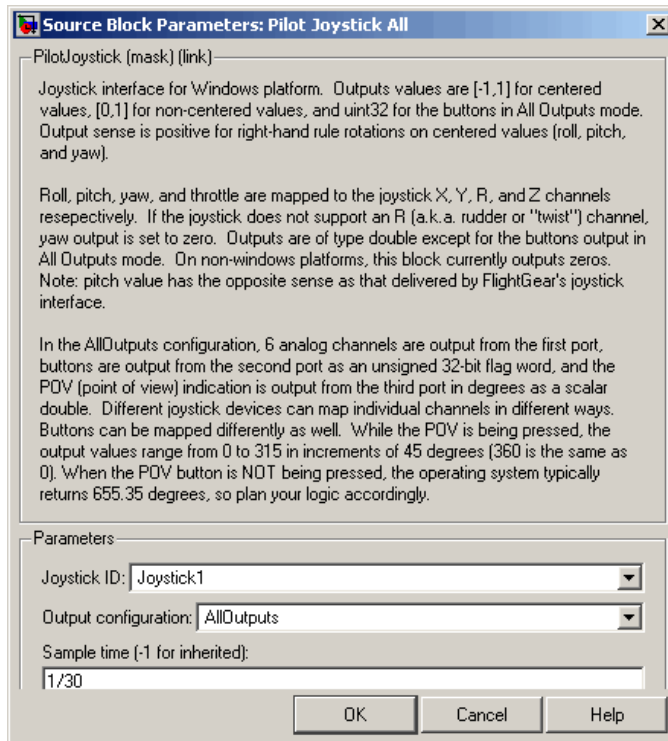 Source Block Parameters: Pilot Joystick All
PilotJoystick (mask) (link)
Joystick interface for Windows platform. Outputs values are [-1,1] for centered
values, [0,1] for non-centered values, and uint32 for the buttons in All Outputs mode.
Output sense is positive for right-hand rule rotations on centered values (roll, pitch,
and yaw).
Roll, pitch, yaw, and throttle are mapped to the joystick X, Y, R, and Z channels
resepectively. If the joystick does not support an R (a.k.a. rudder or "twist") channel,
yaw output is set to zero. Outputs are of type double except for the buttons output in
All Outputs mode. On non-windows platforms, this block currently outputs zeros.
Note: pitch value has the opposite sense as that delivered by FlightGear's joystick
interface.
In the AllOutputs configuration, 6 analog channels are output from the first port,
buttons are output from the second port as an unsigned 32-bit flag word, and the
POV (point of view) indication is output from the third port in degrees as a scalar
double. Different joystick devices can map individual channels in different ways.
Buttons can be mapped differently as well. While the POV is being pressed, the
output values range from 0 to 315 in increments of 45 degrees (360 is the same as
0). When the POV button is NOT being pressed, the operating system typically
returns 655.35 degrees, so plan your logic accordingly.
Parameters
Joystick ID: Joystick1
Output configuration: AllOutputs
Sample time (-1 for inherited):
1/30
OK Cancel Help